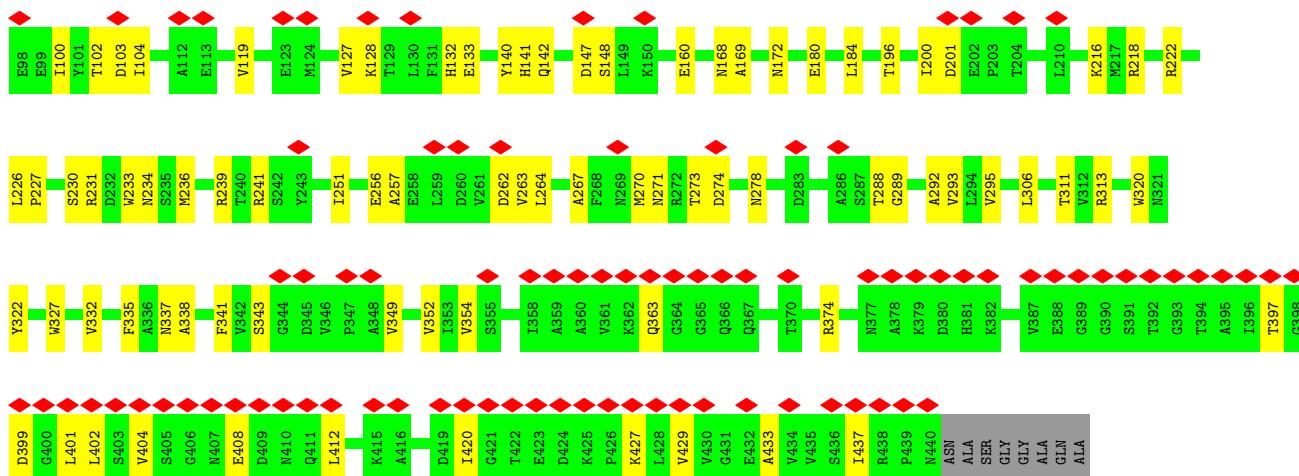 E98 E99 I100 Y101 T102 D103 I104 A112 E113 V119 E123 M124 V127 K128 T129 L130 F131 H132 E133 Y140 H141 Q142 D147 S148 L149 K150 E160 N168 A169 N172 E180 L184 T196 I200 D201 E202 P203 T204 L210 K216 M217 R218 R222
L226 P227 S230 R231 D232 W233 N234 S235 M236 R239 T240 R241 S242 Y243 I251 E256 A257 E258 L259 D260 V261 D262 V263 L264 A267 F268 N269 M270 N271 R272 T273 D274 N278 D283 A286 S287 T288 G289 A292 V293 L294 V295 L306 T311 V312 R313 W320 N321
Y322 W327 V332 F335 A336 N337 A338 F341 V342 S343 G344 D345 V346 P347 A348 V349 V352 I353 V354 S355 I358 A359 A360 V361 K362 Q363 G364 G365 Q366 Q367 T370 R374 N377 A378 K379 D380 H381 K382 V387 E388 G389 G390 S391 T392 G393 T394 A395 I396 T397 G398
D399 G400 L401 L402 S403 V404 S405 G406 N407 E408 D409 N410 Q411 L412 K415 A416 D419 I420 G421 T422 E423 D424 K425 P426 K427 L428 V429 V430 G431 E432 A433 V434 V435 S436 I437 R438 P439 N440 ASN ALA SER GLY GLY ALA GLN ALA